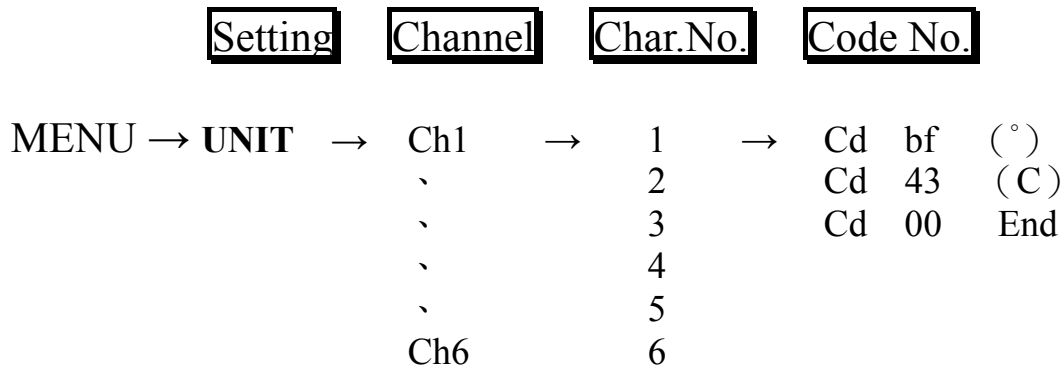 Setting Channel Char.No. Code No.
MENU → UNIT → Ch1 → 1 → Cd bf (°)
、 2 Cd 43 (C)
、 3 Cd 00 End
、 4
、 5
Ch6 6